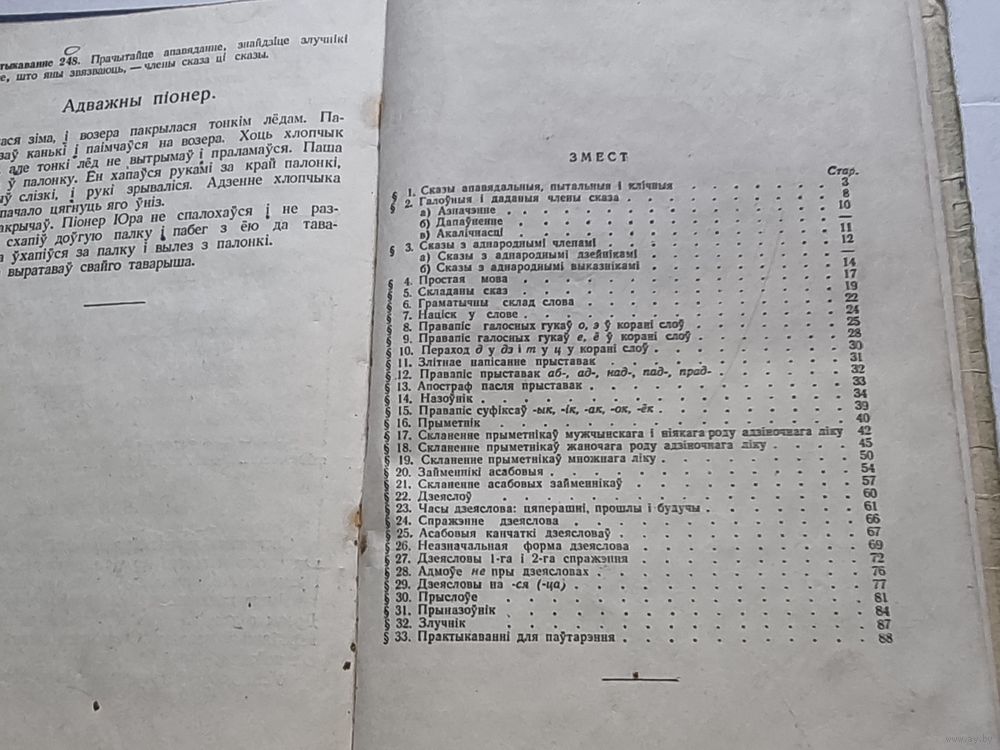 тыкаванне 248. Прачытайце апавяданне, знайдзіце злучнікі
е, што яны звязваюць, — члены сказа ці сказы.
Адважны піонер.
ася зіма, і возера пакрылася тонкім лёдам. Па-
ваў канькі і паімчаўся на возера. Хоць хлопчык
але тонкі лёд не вытрымаў і праламаўся. Паша
ў палонку. Ён хапаўся рукамі за край палонкі,
ыў слізкі, і рукі зрываліся. Адзенне хлопчыка
пачало цягнуць яго ўніз.
акрычаў. Піонер Юра не спалохаўся і не раз-
схапіў доўгую палку і пабег з ёю да тава-
а ўхапіўся за палку і вылез з палонкі.
выратаваў свайго таварыша.
ЗМЕСТ
Стар.
§ 1. Сказы апавядальныя, пытальныя і клічныя 3
§ 2. Галоўныя і даданыя члены сказа 8
а) Азначэнне 10
б) Дапаўненне —
в) Акалічнасці 11
§ 3. Сказы з аднароднымі членамі 12
а) Сказы з аднароднымі дзейнікамі —
б) Сказы з аднароднымі выказнікамі 14
§ 4. Простая мова 17
§ 5. Складаны сказ 19
§ 6. Граматычны склад слова 22
§ 7. Націск у слове 24
§ 8. Правапіс галосных гукаў о, э ў корані слоў 25
§ 9. Правапіс галосных гукаў е, ё ў корані слоў 28
§ 10. Пераход д у дз і т у ц у корані слоў 30
§ 11. Злітнае напісанне прыставак 31
§ 12. Правапіс прыставак аб-, ад-, над-, пад-, прад- 32
§ 13. Апостраф пасля прыставак 33
§ 14. Назоўнік 34
§ 15. Правапіс суфіксаў -ык, -ік, -ак, -ок, -ёк 39
§ 16. Прыметнік 40
§ 17. Скланенне прыметнікаў мужчынскага і ніякага роду адзіночнага ліку 42
§ 18. Скланенне прыметнікаў жаночага роду адзіночнага ліку 45
§ 19. Скланенне прыметнікаў множнага ліку 50
§ 20. Займеннікі асабовыя 54
§ 21. Скланенне асабовых займеннікаў 57
§ 22. Дзеяслоў 60
§ 23. Часы дзеяслова: цяперашні, прошлы і будучы 61
§ 24. Спражэнне дзеяслова 66
§ 25. Асабовыя канчаткі дзеясловаў 67
§ 26. Неазначальная форма дзеяслова 69
§ 27. Дзеясловы 1-га і 2-га спражэння 72
§ 28. Адмоўе не пры дзеясловах 76
§ 29. Дзеясловы на -ся (-ца) 77
§ 30. Прыслоўе 81
§ 31. Прыназоўнік 84
§ 32. Злучнік 87
§ 33. Практыкаванні для паўтарэння 88
www.ay.by